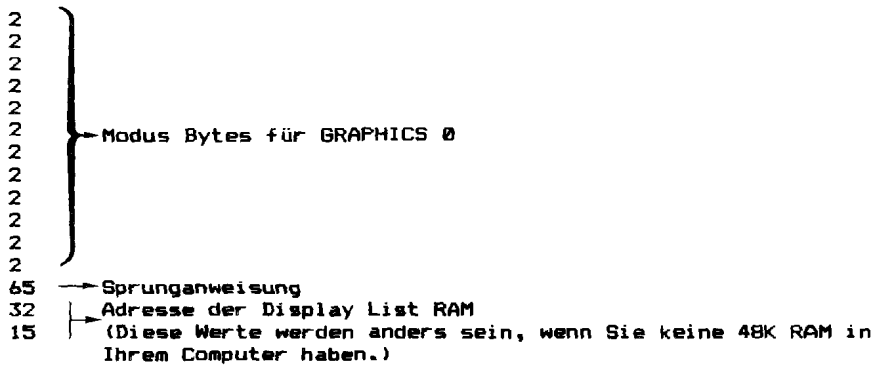 2
2
2
2
2
2 Modus Bytes für GRAPHICS 0
2
2
2
2
2
2
65 Sprunganweisung
32 Adresse der Display List RAM
15 (Diese Werte werden anders sein, wenn Sie keine 48K RAM in
Ihrem Computer haben.)